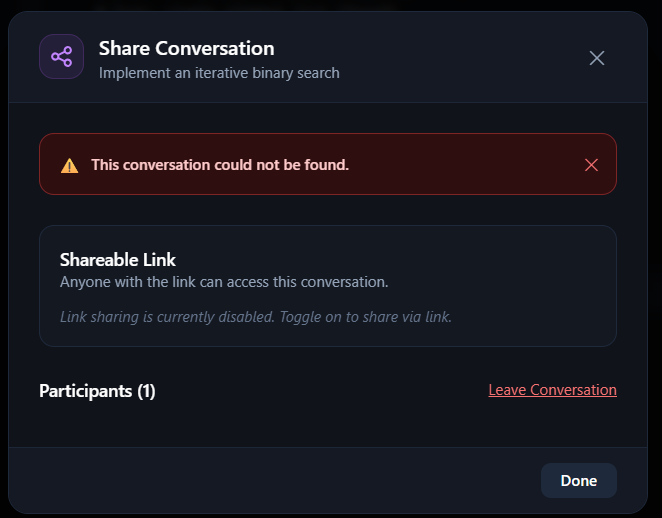 Share Conversation
Implement an iterative binary search
This conversation could not be found.
Shareable Link
Anyone with the link can access this conversation.
Link sharing is currently disabled. Toggle on to share via link.
Participants (1)
Leave Conversation
Done